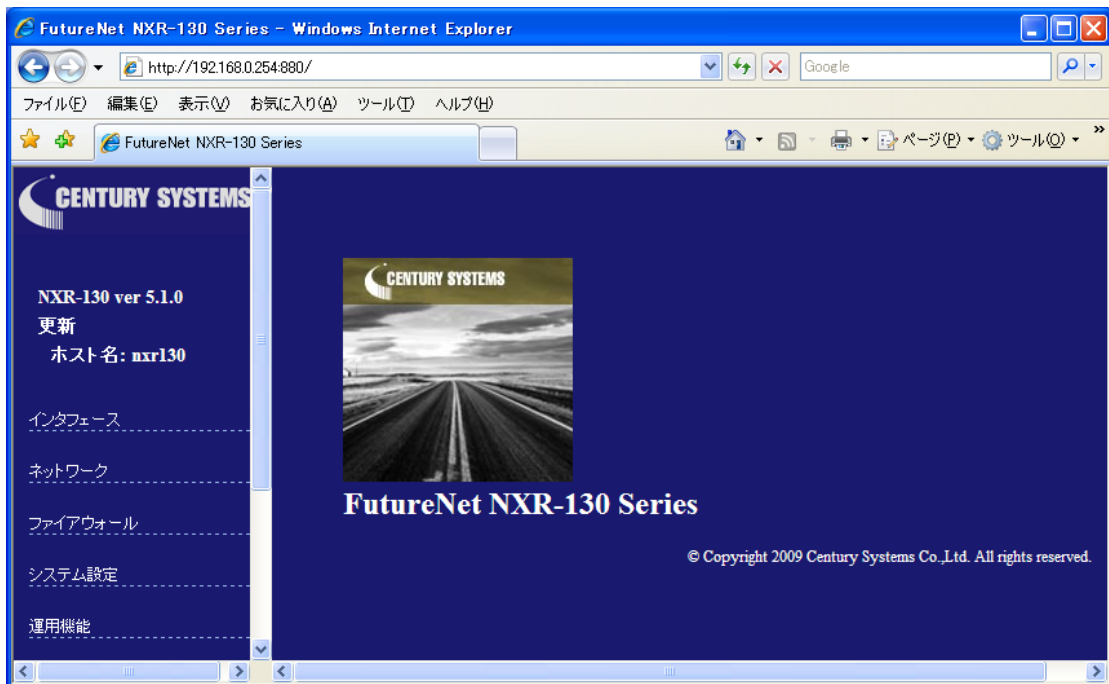 FutureNet NXR-130 Series - Windows Internet Explorer
http://192.168.0.254:880/
Google
ファイル(F) 編集(E) 表示(V) お気に入り(A) ツール(T) ヘルプ(H)
FutureNet NXR-130 Series
ページ(P) ツール(O)
CENTURY SYSTEMS
NXR-130 ver 5.1.0
更新
ホスト名: nxr130
インタフェース
ネットワーク
ファイアウォール
システム設定
運用機能
CENTURY SYSTEMS
FutureNet NXR-130 Series
© Copyright 2009 Century Systems Co.,Ltd. All rights reserved.